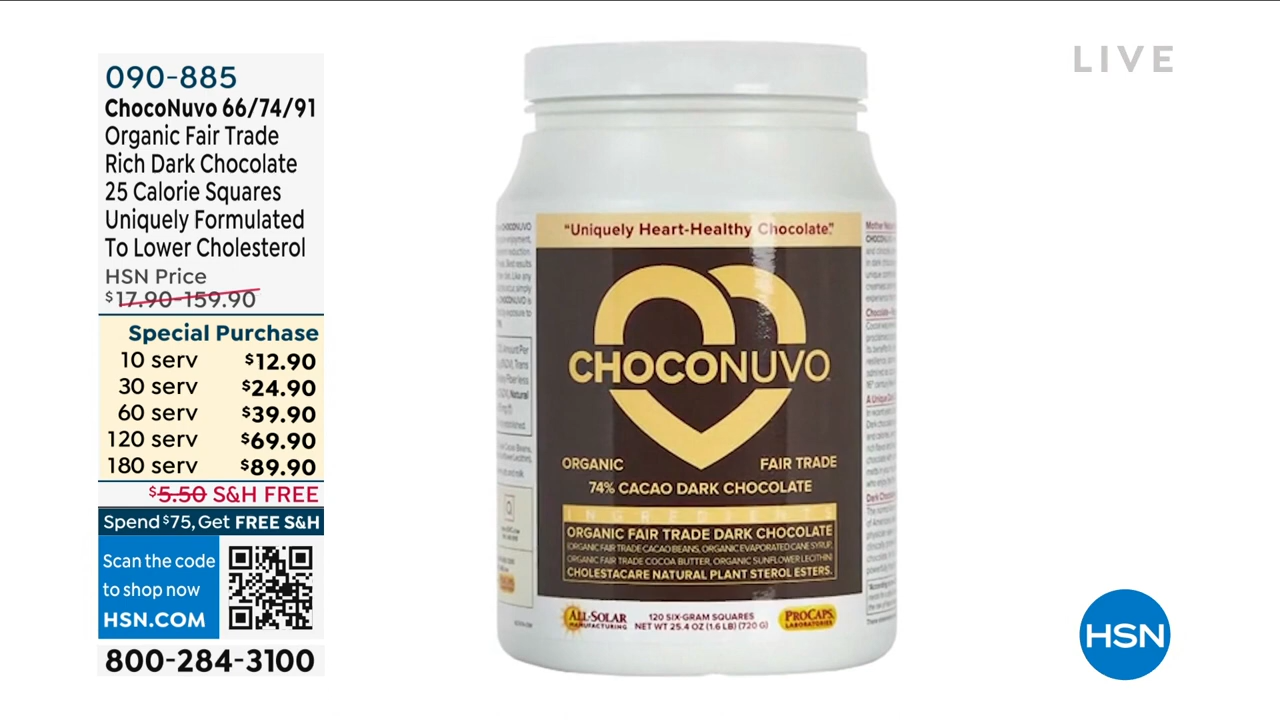 090-885
ChocoNuvo 66/74/91
Organic Fair Trade
Rich Dark Chocolate
25 Calorie Squares
Uniquely Formulated
To Lower Cholesterol
HSN Price
$17.90-159.90
Special Purchase
10 serv $12.90
30 serv $24.90
60 serv $39.90
120 serv $69.90
180 serv $89.90
$5.50 S&H FREE
Spend $75, Get FREE S&H
Scan the code
to shop now
HSN.COM
800-284-3100
LIVE
"Uniquely Heart-Healthy Chocolate."
CHOCONUVO
ORGANIC FAIR TRADE
74% CACAO DARK CHOCOLATE
INGREDIENTS
ORGANIC FAIR TRADE DARK CHOCOLATE
(ORGANIC FAIR TRADE CACAO BEANS, ORGANIC EVAPORATED CANE SYRUP,
ORGANIC FAIR TRADE COCOA BUTTER, ORGANIC SUNFLOWER LECITHIN)
CHOLESTACARE NATURAL PLANT STEROL ESTERS.
ALL-SOLAR
MANUFACTURING
120 SIX-GRAM SQUARES
NET WT 25.4 OZ (1.6 LB) (720 G)
PROCAPS
LABORATORIES
HSN